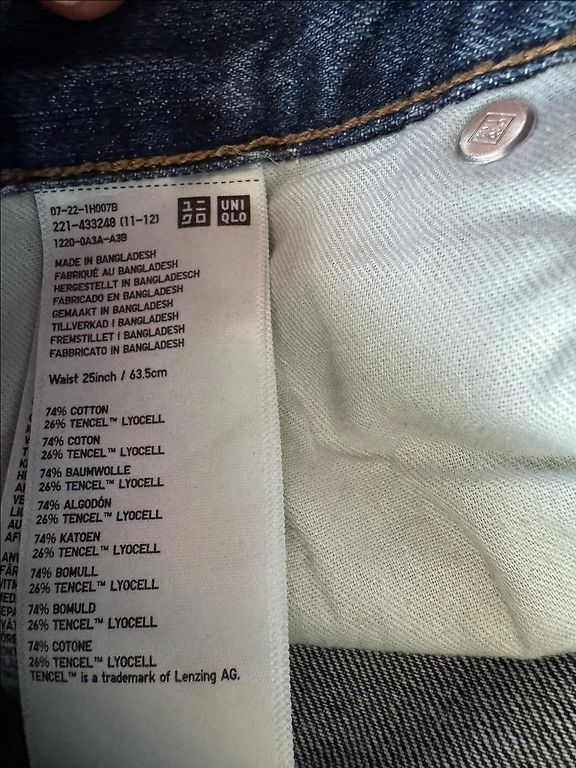 07-22-1H007B
221-433248 (11-12)
1220-0A3A-A3B
ユニ
クロ
UNI
QLO
MADE IN BANGLADESH
FABRIQUÉ AU BANGLADESH
HERGESTELLT IN BANGLADESCH
FABRICADO EN BANGLADESH
GEMAAKT IN BANGLADESH
TILLVERKAD I BANGLADESH
FREMSTILLET I BANGLADESH
FABBRICATO IN BANGLADESH
Waist 25inch / 63.5cm
74% COTTON
26% TENCEL™ LYOCELL
74% COTON
26% TENCEL™ LYOCELL
74% BAUMWOLLE
26% TENCEL™ LYOCELL
74% ALGODÓN
26% TENCEL™ LYOCELL
74% KATOEN
26% TENCEL™ LYOCELL
74% BOMULL
26% TENCEL™ LYOCELL
74% BOMULD
26% TENCEL™ LYOCELL
74% COTONE
26% TENCEL™ LYOCELL
TENCEL™ is a trademark of Lenzing AG.